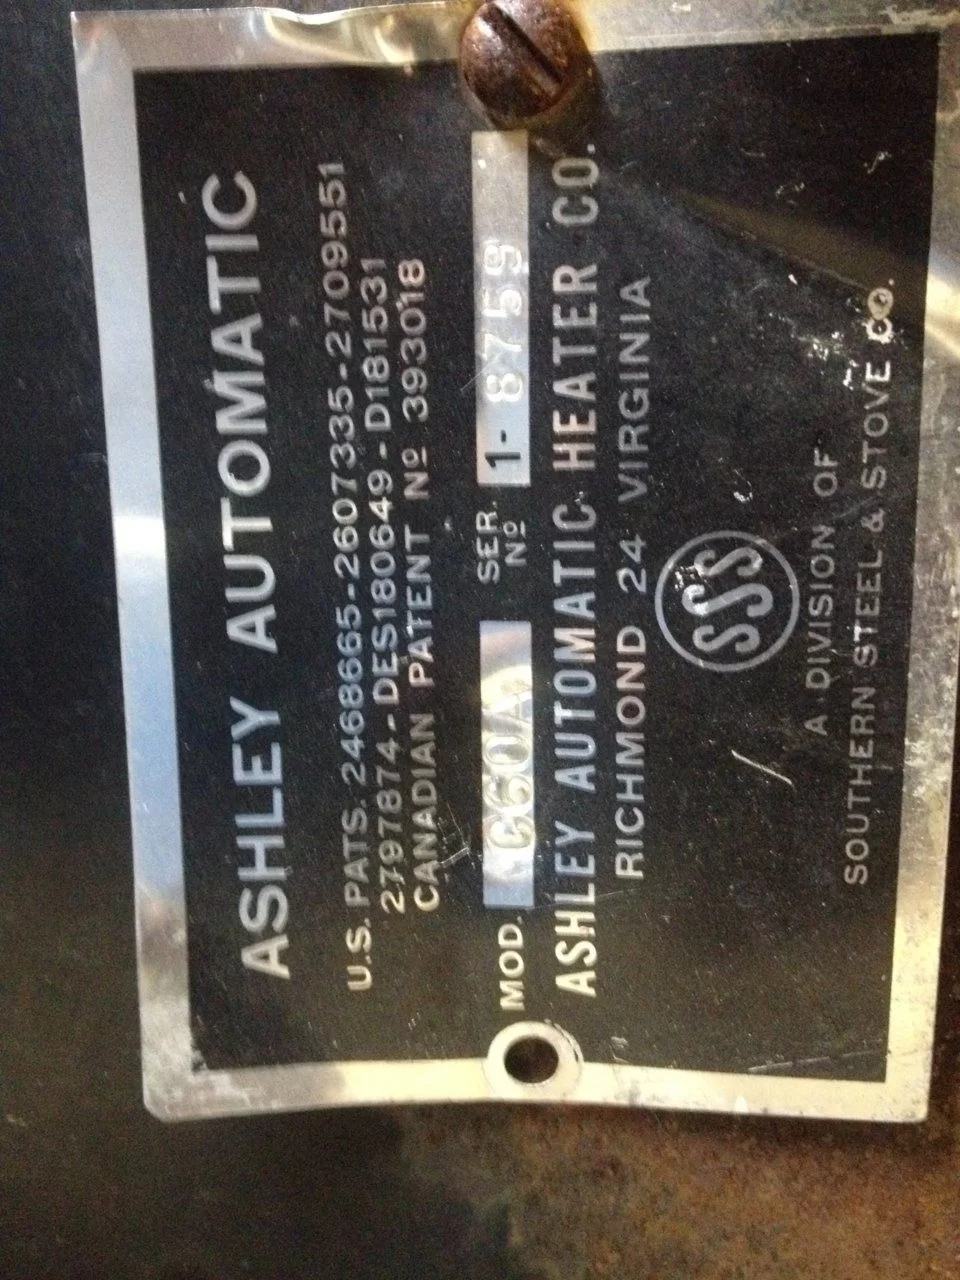 ASHLEY AUTOMATIC
U.S. PATS. 2468665-2607335-2709551
2797874-DES180649-D181531
CANADIAN PATENT Nº 393018
MOD. C60A SER. Nº 1- 8759
ASHLEY AUTOMATIC HEATER CO.
RICHMOND 24 VIRGINIA
SSS
A DIVISION OF
SOUTHERN STEEL & STOVE CO.